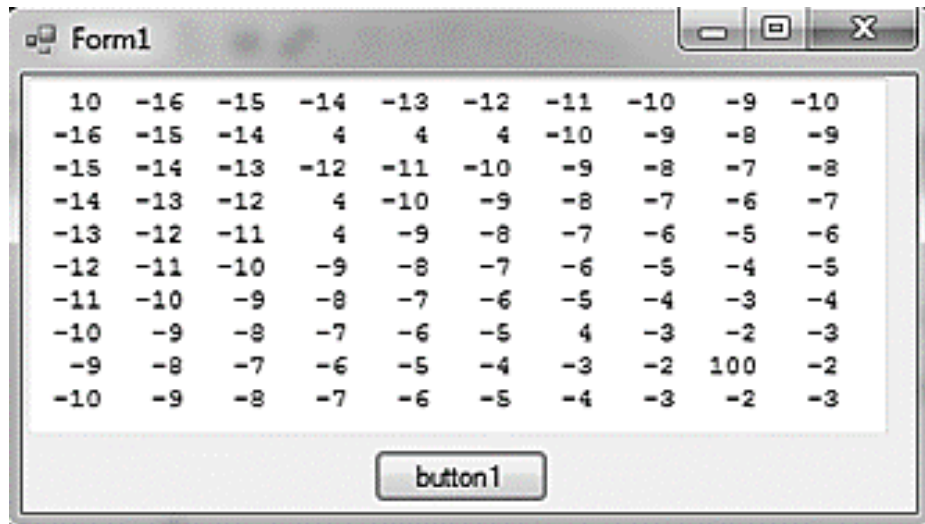 Form1
10 -16 -15 -14 -13 -12 -11 -10 -9 -10
-16 -15 -14 4 4 4 -10 -9 -8 -9
-15 -14 -13 -12 -11 -10 -9 -8 -7 -8
-14 -13 -12 4 -10 -9 -8 -7 -6 -7
-13 -12 -11 4 -9 -8 -7 -6 -5 -6
-12 -11 -10 -9 -8 -7 -6 -5 -4 -5
-11 -10 -9 -8 -7 -6 -5 -4 -3 -4
-10 -9 -8 -7 -6 -5 4 -3 -2 -3
-9 -8 -7 -6 -5 -4 -3 -2 100 -2
-10 -9 -8 -7 -6 -5 -4 -3 -2 -3
button1